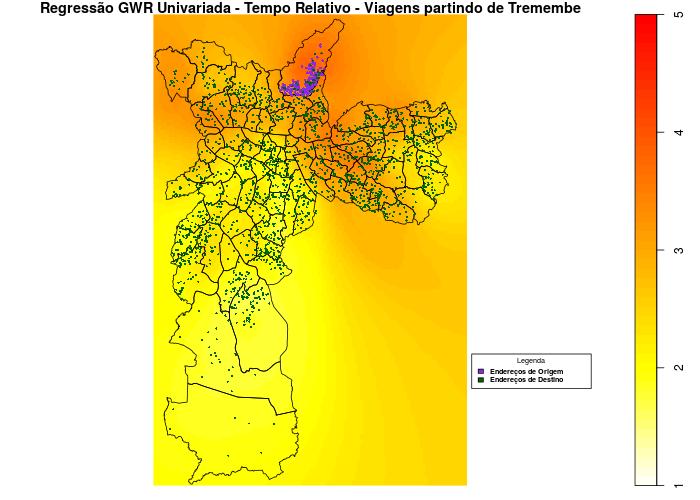 Regressão GWR Univariada - Tempo Relativo - Viagens partindo de Tremembe
5
4
3
2
1
Legenda
Endereços de Origem
Endereços de Destino